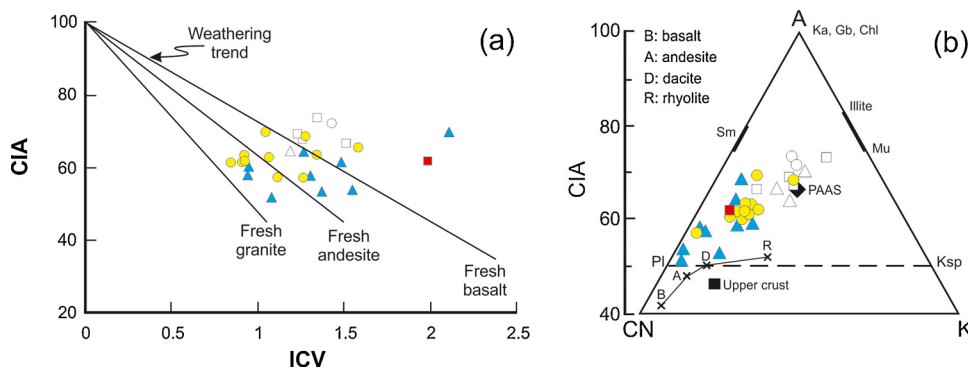 (a)
100
80
60
40
20
CIA
Weathering
trend
Fresh
granite
Fresh
andesite
Fresh
basalt
0
0.5
1
1.5
2
2.5
ICV
(b)
B: basalt
A: andesite
D: dacite
R: rhyolite
A
Ka, Gb, Chl
100
80
60
50
40
CIA
Sm
Illite
Mu
PAAS
Pl
Ksp
R
D
A
B
Upper crust
CN
K